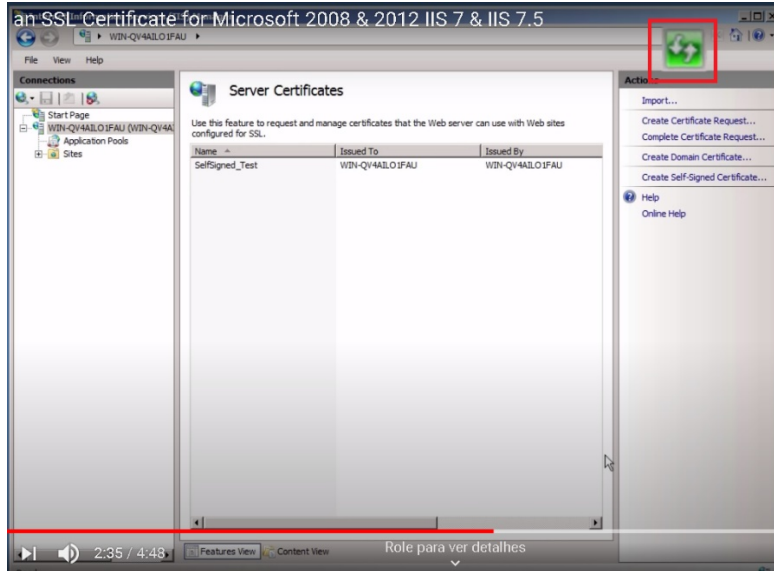 an SSL Certificate for Microsoft 2008 & 2012 IIS 7 & IIS 7.5
WIN-QV4AILO1FAU
File View Help
Connections
Start Page
WIN-QV4AILO1FAU (WIN-QV4A
Application Pools
Sites
Server Certificates
Use this feature to request and manage certificates that the Web server can use with Web sites
configured for SSL.
Name Issued To Issued By
SelfSigned_Test WIN-QV4AILO1FAU WIN-QV4AILO1FAU
Features View Content View
Actions
Import...
Create Certificate Request...
Complete Certificate Request...
Create Domain Certificate...
Create Self-Signed Certificate...
Help
Online Help
2:35 / 4:48
Role para ver detalhes